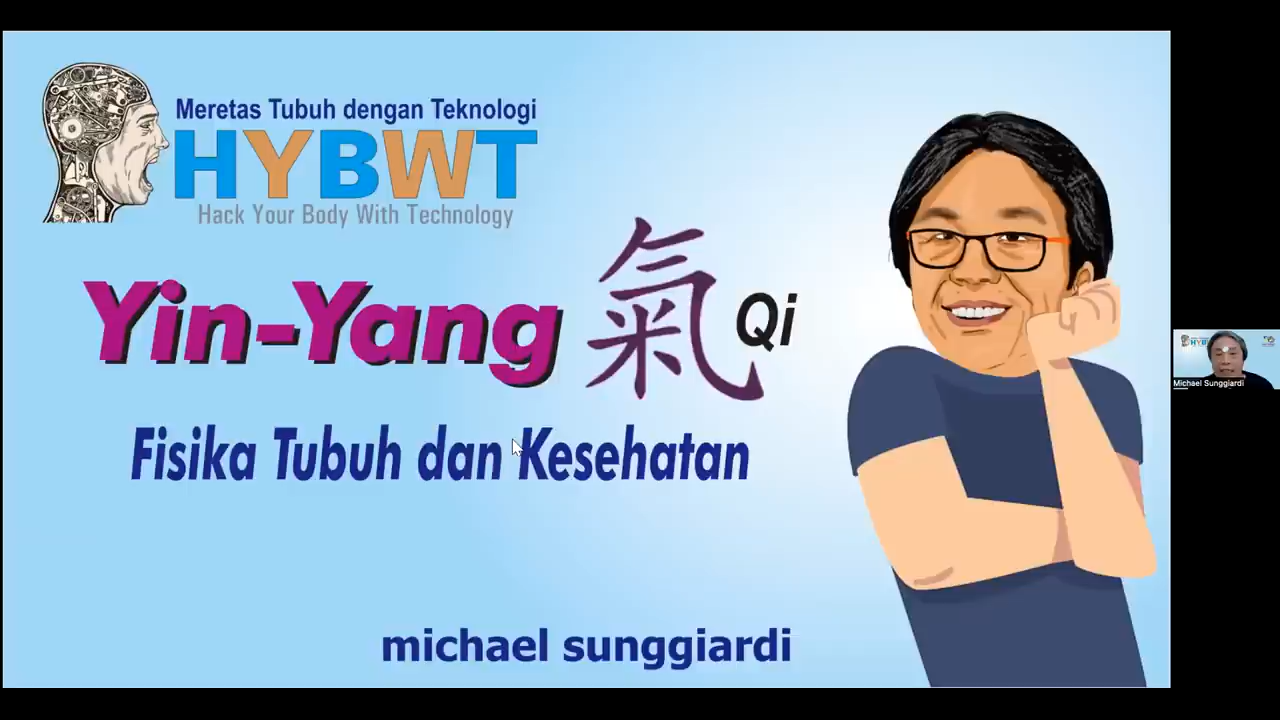 Meretas Tubuh dengan Teknologi
HYBWT
Hack Your Body With Technology
Yin-Yang 氣 Qi
Fisika Tubuh dan Kesehatan
michael sunggiardi
Michael Sunggiardi